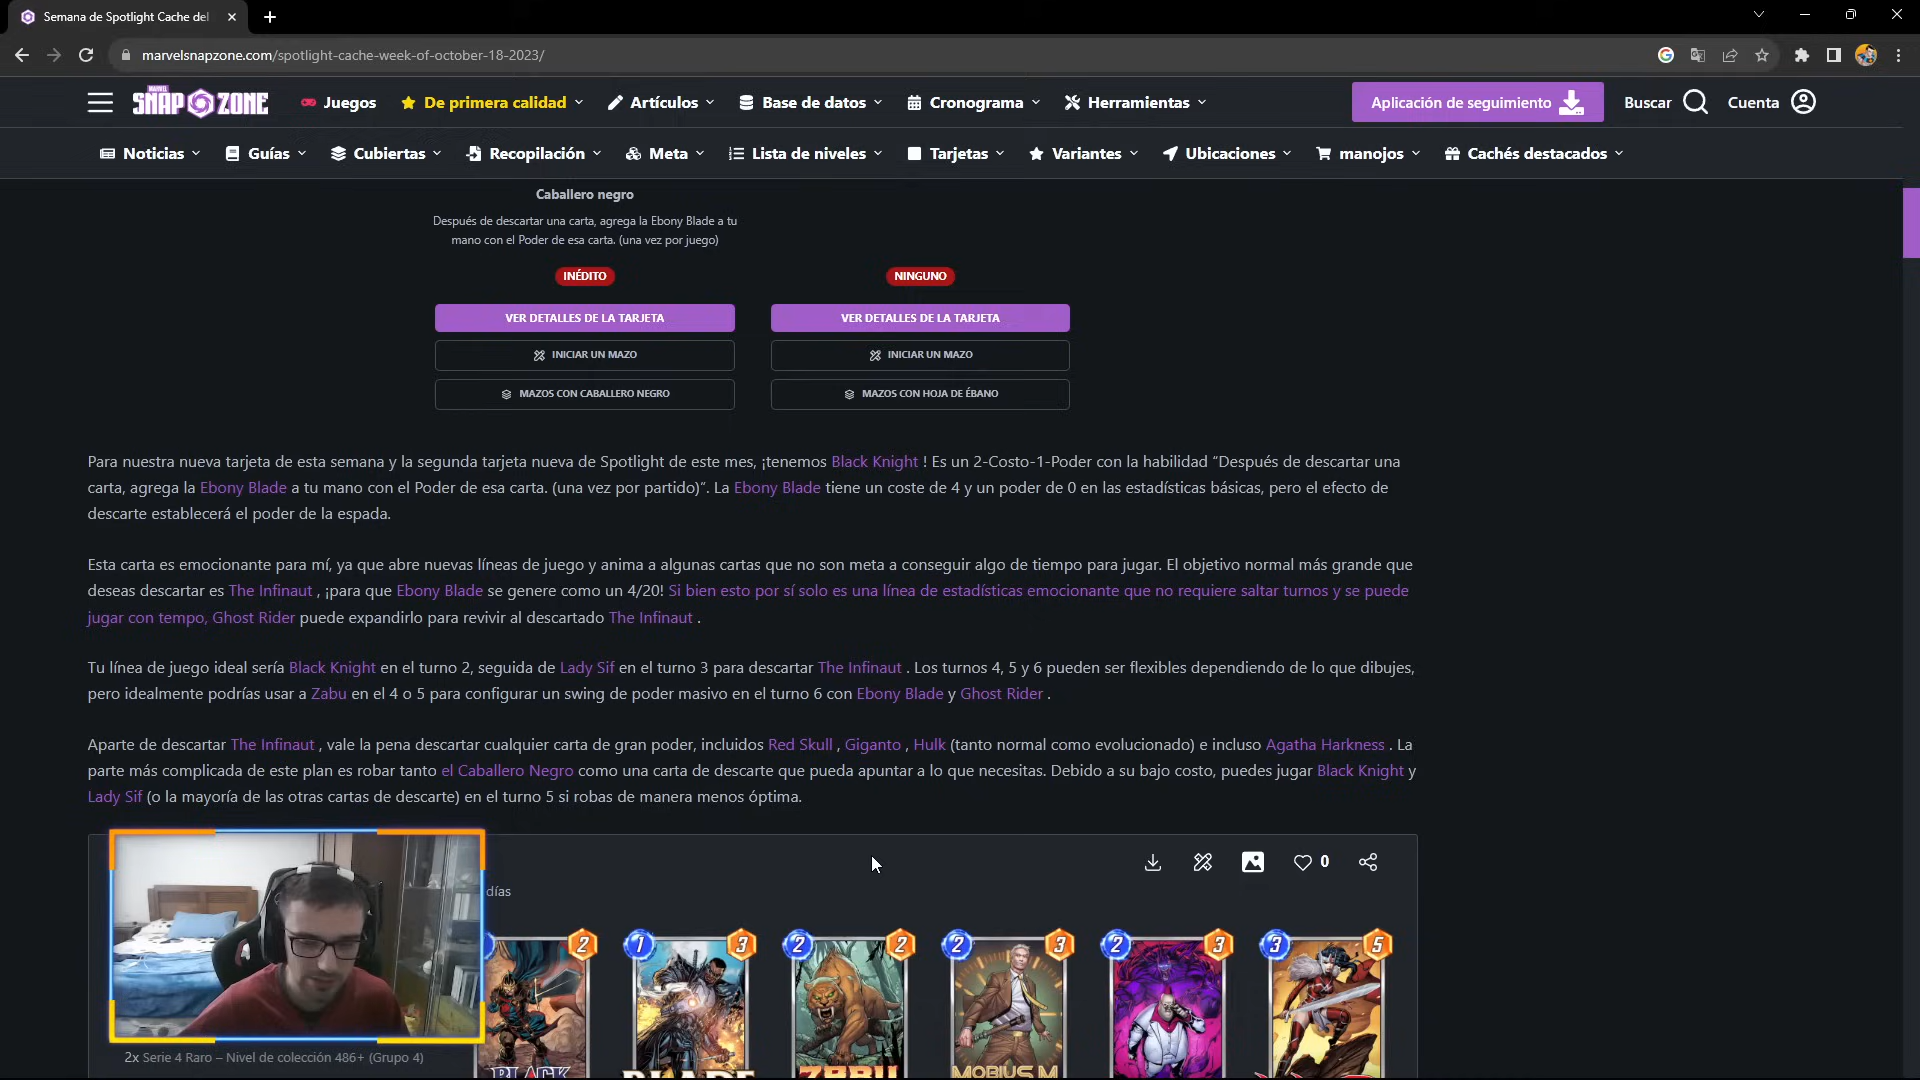 Semana de Spotlight Cache del
marvelsnapzone.com/spotlight-cache-week-of-october-18-2023/
MARVEL SNAP ZONE
Juegos
De primera calidad
Artículos
Base de datos
Cronograma
Herramientas
Aplicación de seguimiento
Buscar
Cuenta
Noticias
Guías
Cubiertas
Recopilación
Meta
Lista de niveles
Tarjetas
Variantes
Ubicaciones
manojos
Cachés destacados
Caballero negro
Después de descartar una carta, agrega la Ebony Blade a tu
mano con el Poder de esa carta. (una vez por juego)
INÉDITO
NINGUNO
VER DETALLES DE LA TARJETA
VER DETALLES DE LA TARJETA
INICIAR UN MAZO
INICIAR UN MAZO
MAZOS CON CABALLERO NEGRO
MAZOS CON HOJA DE ÉBANO
Para nuestra nueva tarjeta de esta semana y la segunda tarjeta nueva de Spotlight de este mes, ¡tenemos Black Knight ! Es un 2-Costo-1-Poder con la habilidad “Después de descartar una
carta, agrega la Ebony Blade a tu mano con el Poder de esa carta. (una vez por partido)”. La Ebony Blade tiene un coste de 4 y un poder de 0 en las estadísticas básicas, pero el efecto de
descarte establecerá el poder de la espada.
Esta carta es emocionante para mí, ya que abre nuevas líneas de juego y anima a algunas cartas que no son meta a conseguir algo de tiempo para jugar. El objetivo normal más grande que
deseas descartar es The Infinaut , ¡para que Ebony Blade se genere como un 4/20! Si bien esto por sí solo es una línea de estadísticas emocionante que no requiere saltar turnos y se puede
jugar con tempo, Ghost Rider puede expandirlo para revivir al descartado The Infinaut .
Tu línea de juego ideal sería Black Knight en el turno 2, seguida de Lady Sif en el turno 3 para descartar The Infinaut . Los turnos 4, 5 y 6 pueden ser flexibles dependiendo de lo que dibujes,
pero idealmente podrías usar a Zabu en el 4 o 5 para configurar un swing de poder masivo en el turno 6 con Ebony Blade y Ghost Rider .
Aparte de descartar The Infinaut , vale la pena descartar cualquier carta de gran poder, incluidos Red Skull , Giganto , Hulk (tanto normal como evolucionado) e incluso Agatha Harkness . La
parte más complicada de este plan es robar tanto el Caballero Negro como una carta de descarte que pueda apuntar a lo que necesitas. Debido a su bajo costo, puedes jugar Black Knight y
Lady Sif (o la mayoría de las otras cartas de descarte) en el turno 5 si robas de manera menos óptima.
0
días
2
1 3
2 2
2 3
2 3
3 5
BLACK
BLADE
ZABU
MOBIUS M
2x Serie 4 Raro – Nivel de colección 486+ (Grupo 4)